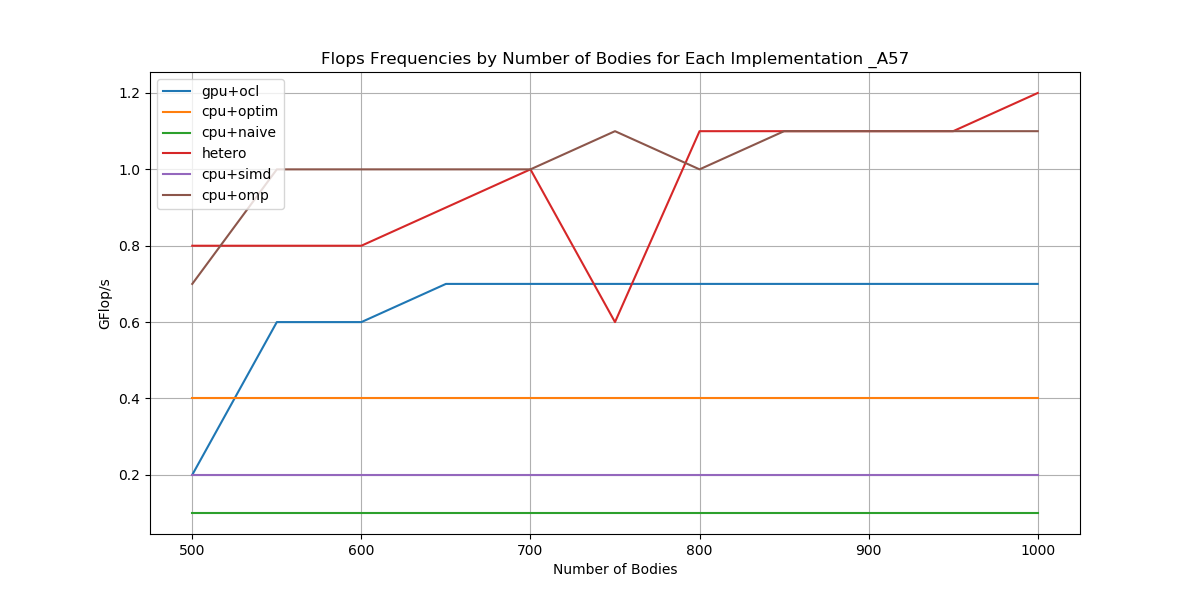 Flops Frequencies by Number of Bodies for Each Implementation _A57
gpu+ocl
cpu+optim
cpu+naive
hetero
cpu+simd
cpu+omp
GFlop/s
1.2
1.0
0.8
0.6
0.4
0.2
500 600 700 800 900 1000
Number of Bodies